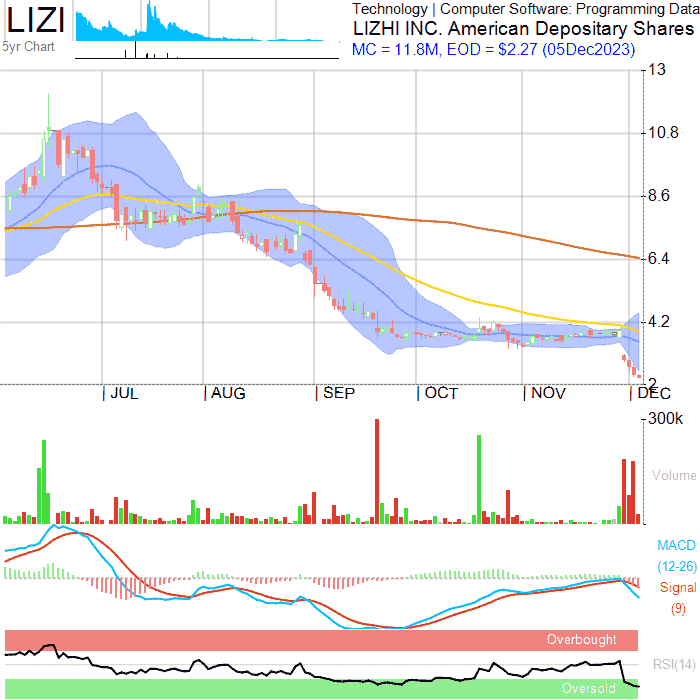 LIZI
5yr Chart
Technology | Computer Software: Programming Data
LIZHI INC. American Depositary Shares
MC = 11.8M, EOD = $2.27 (05Dec2023)
13
10.8
8.6
6.4
4.2
2
JUL AUG SEP OCT NOV DEC
300k
Volume
MACD
(12-26)
Signal
(9)
Overbought
RSI(14)
Oversold